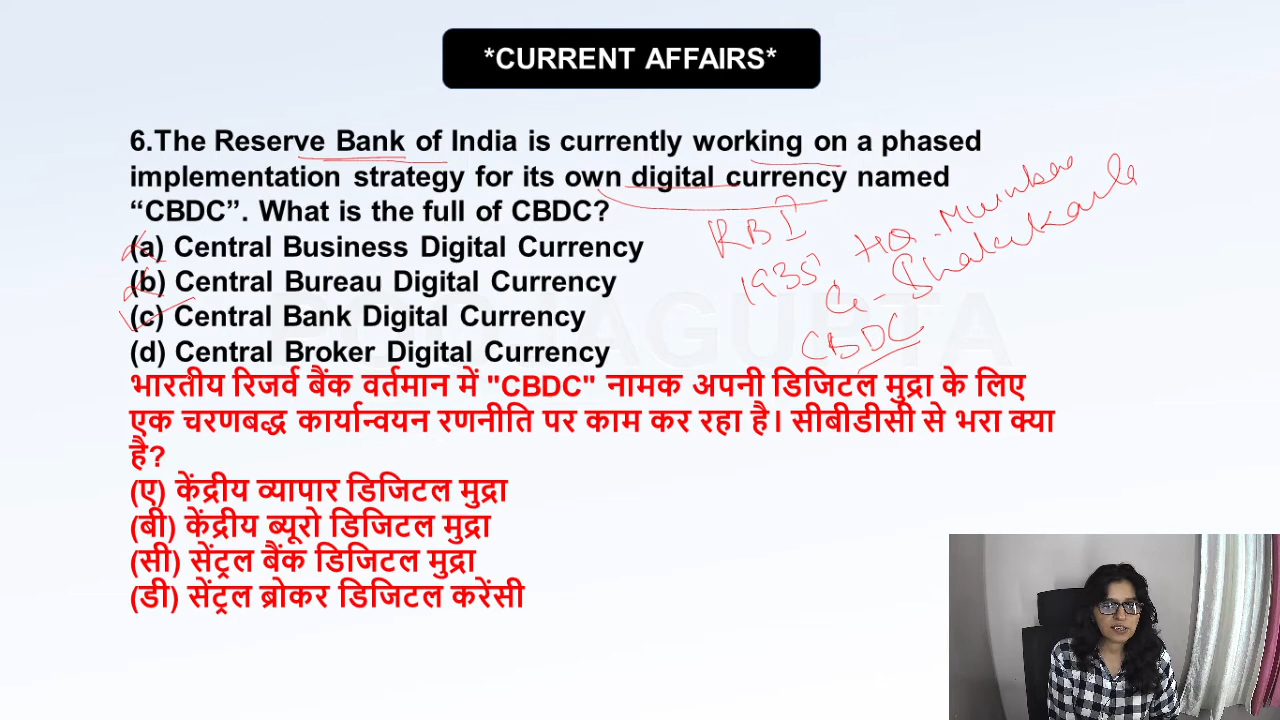 *CURRENT AFFAIRS*
6.The Reserve Bank of India is currently working on a phased
implementation strategy for its own digital currency named
“CBDC”. What is the full of CBDC?
(a) Central Business Digital Currency
(b) Central Bureau Digital Currency
(c) Central Bank Digital Currency
(d) Central Broker Digital Currency
RBI
1935
HQ - Mumbai
G - Shaktikanta
CBDC
भारतीय रिजर्व बैंक वर्तमान में "CBDC" नामक अपनी डिजिटल मुद्रा के लिए
एक चरणबद्ध कार्यान्वयन रणनीति पर काम कर रहा है। सीबीडीसी से भरा क्या
है?
(ए) केंद्रीय व्यापार डिजिटल मुद्रा
(बी) केंद्रीय ब्यूरो डिजिटल मुद्रा
(सी) सेंट्रल बैंक डिजिटल मुद्रा
(डी) सेंट्रल ब्रोकर डिजिटल करेंसी